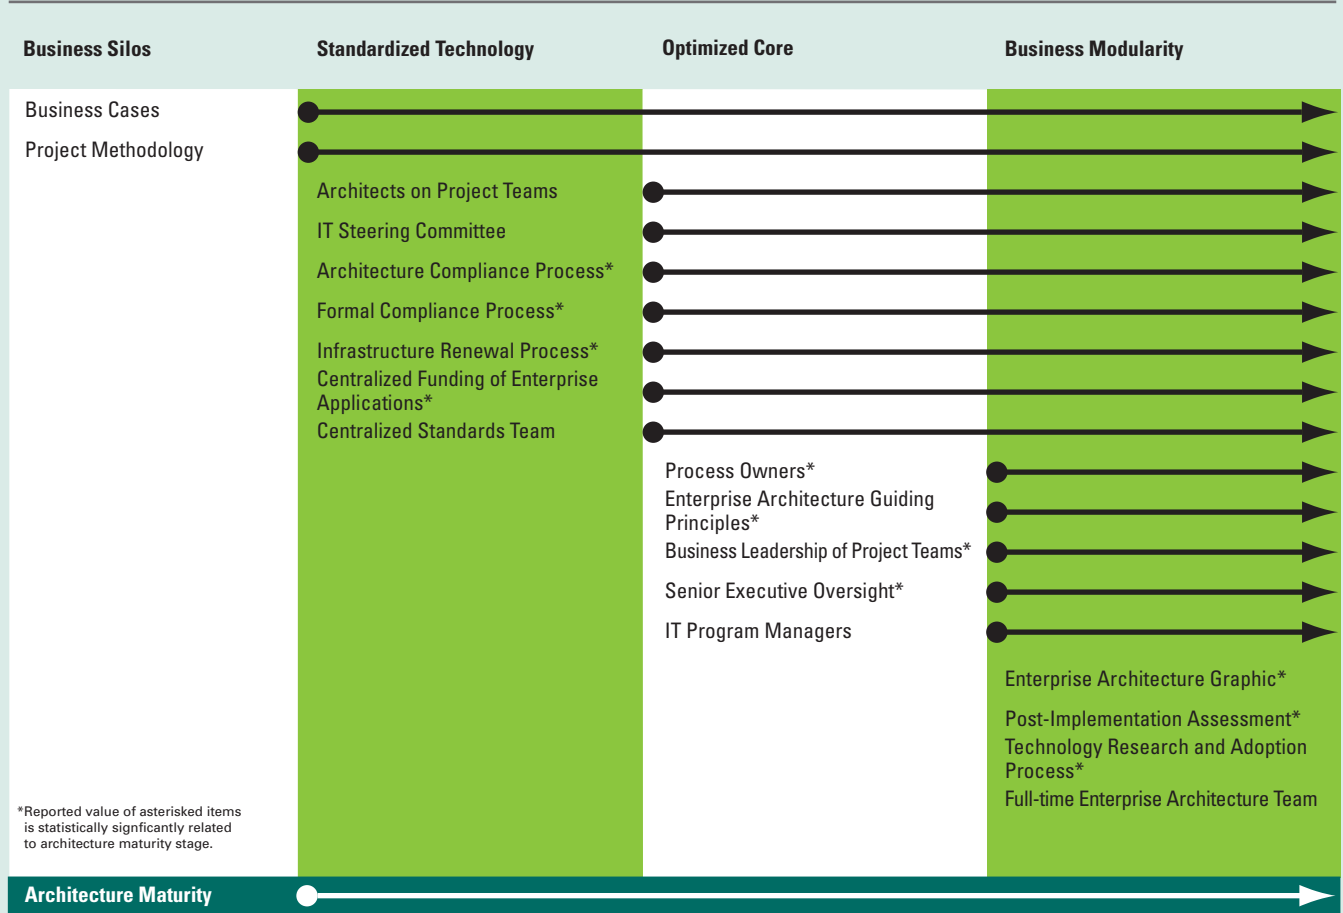 Business Silos
Standardized Technology
Optimized Core
Business Modularity
Business Cases
Project Methodology
Architects on Project Teams
IT Steering Committee
Architecture Compliance Process*
Formal Compliance Process*
Infrastructure Renewal Process*
Centralized Funding of Enterprise
Applications*
Centralized Standards Team
Process Owners*
Enterprise Architecture Guiding
Principles*
Business Leadership of Project Teams*
Senior Executive Oversight*
IT Program Managers
Enterprise Architecture Graphic*
Post-Implementation Assessment*
Technology Research and Adoption
Process*
Full-time Enterprise Architecture Team
*Reported value of asterisked items
is statistically signficantly related
to architecture maturity stage.
Architecture Maturity